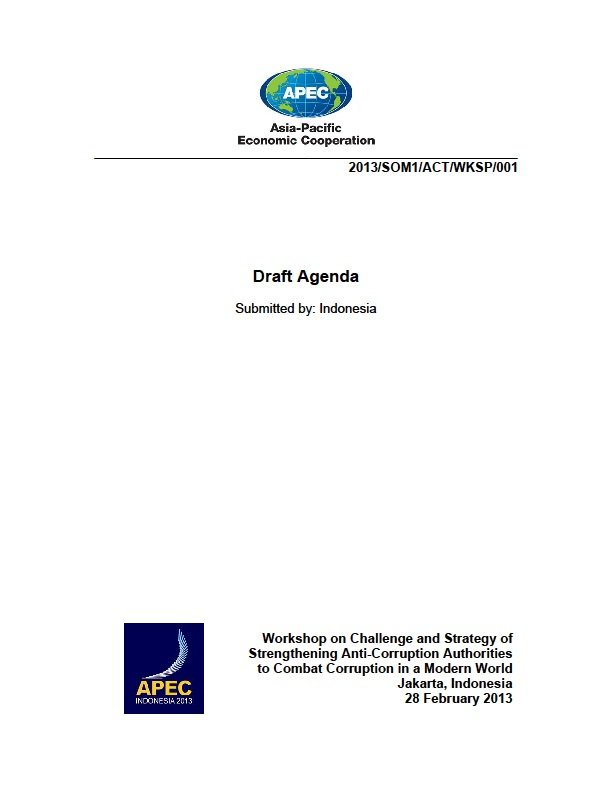 APEC
Asia-Pacific
Economic Cooperation
2013/SOM1/ACT/WKSP/001
Draft Agenda
Submitted by: Indonesia
APEC
INDONESIA 2013
Workshop on Challenge and Strategy of
Strengthening Anti-Corruption Authorities
to Combat Corruption in a Modern World
Jakarta, Indonesia
28 February 2013